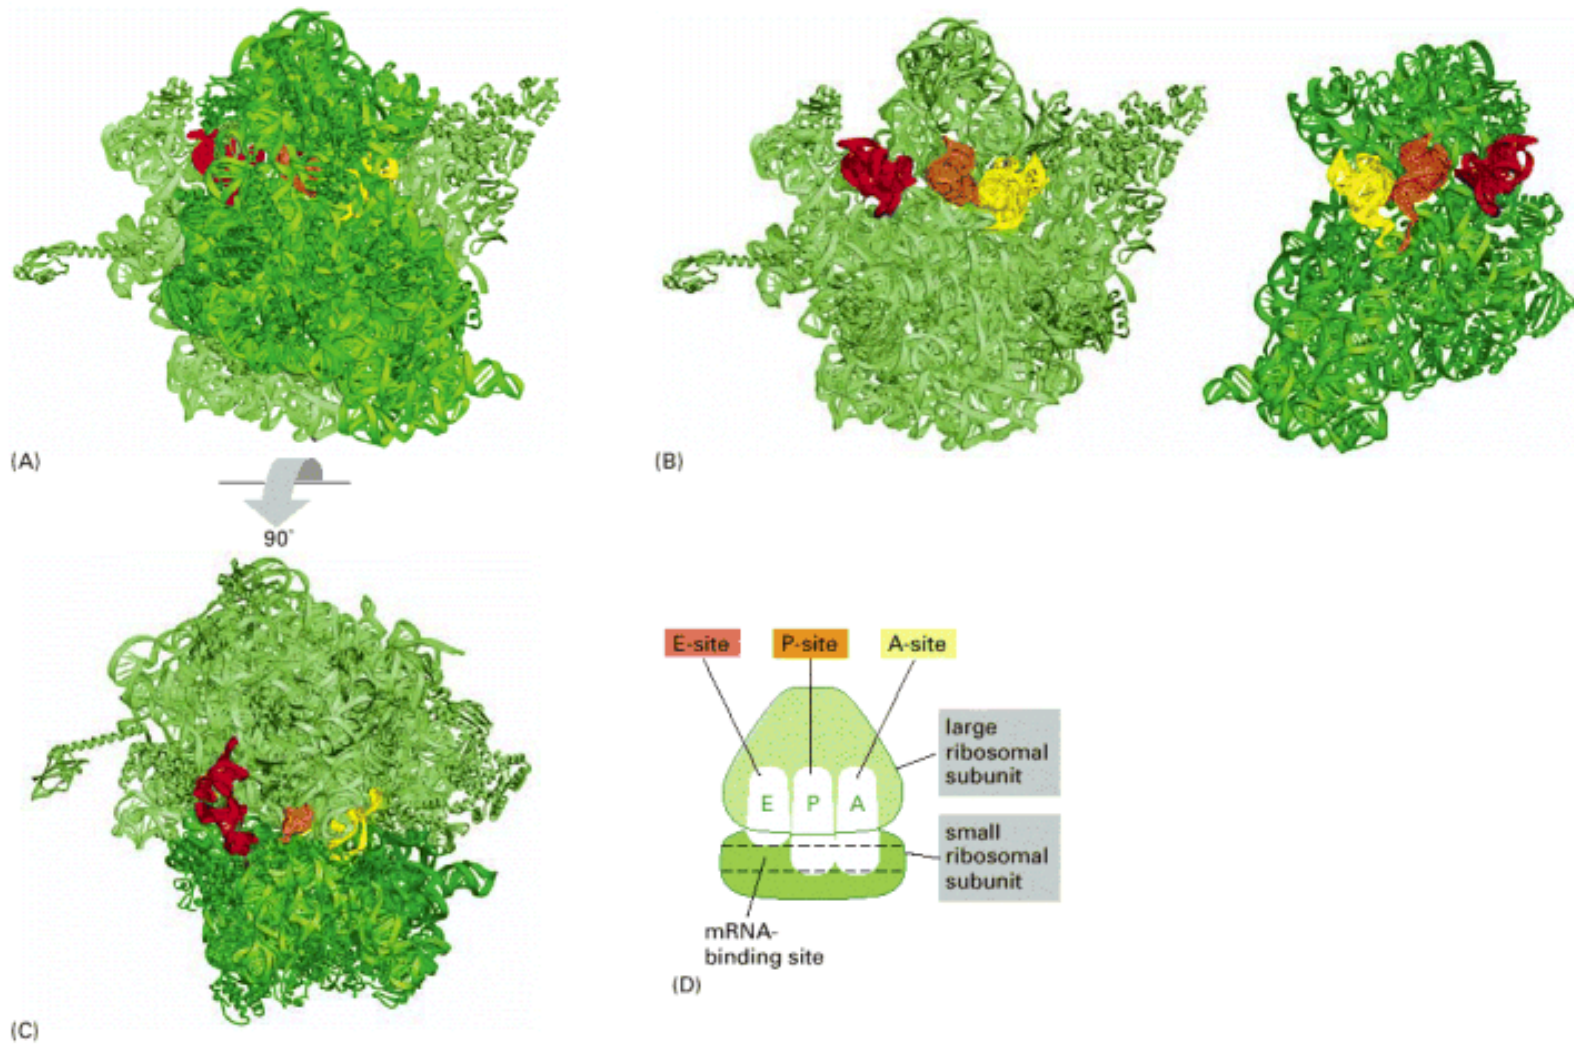 (A)
(B)
90°
(C)
E-site
P-site
A-site
large
ribosomal
subunit
E P A
small
ribosomal
subunit
mRNA-
binding site
(D)